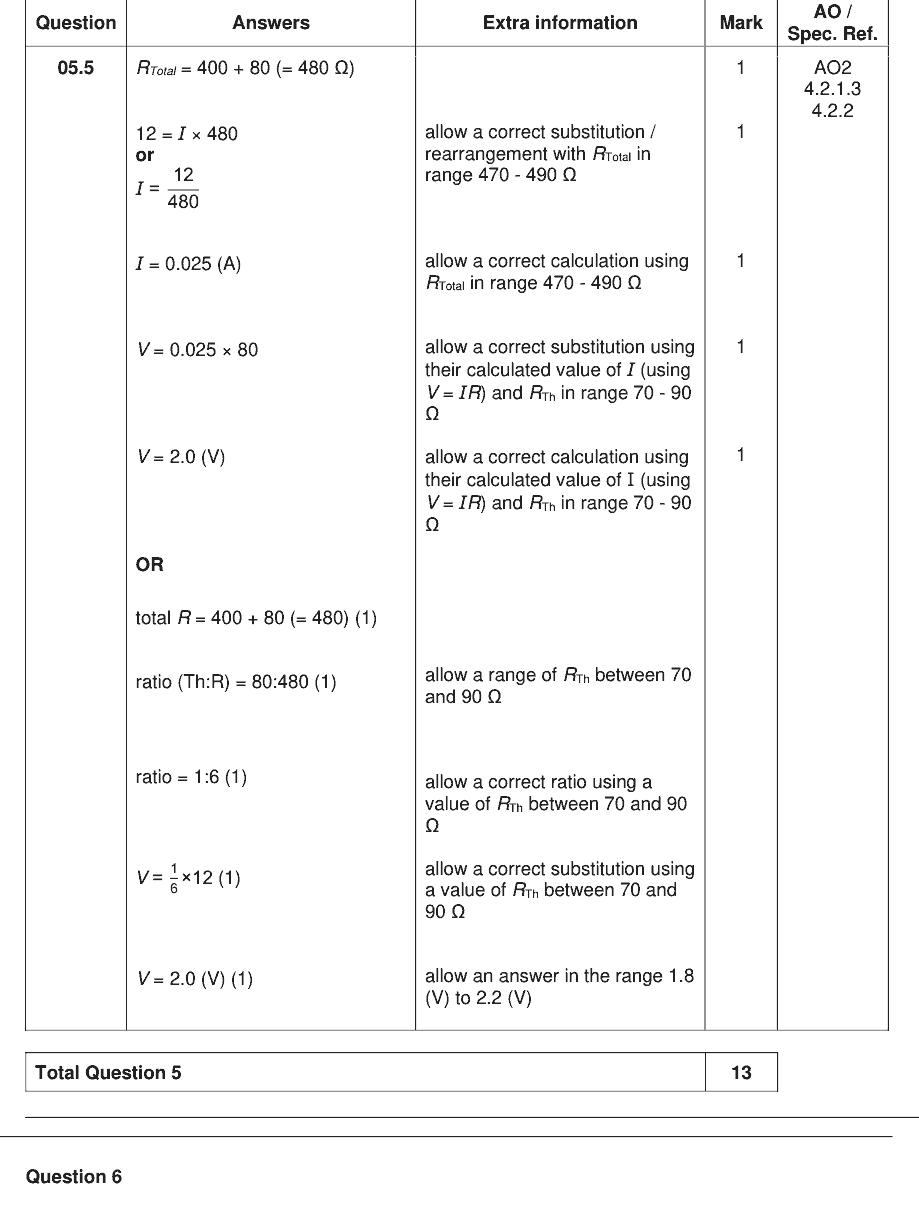 Question Answers Extra information Mark AO /
Spec. Ref.
05.5 RTotal = 400 + 80 (= 480 Ω) 1 AO2
4.2.1.3
4.2.2
12 = I × 480
or
I = 12
480
allow a correct substitution /
rearrangement with RTotal in
range 470 - 490 Ω
1
I = 0.025 (A)
allow a correct calculation using
RTotal in range 470 - 490 Ω
1
V = 0.025 × 80
allow a correct substitution using
their calculated value of I (using
V = IR) and RTh in range 70 - 90
Ω
1
V = 2.0 (V)
allow a correct calculation using
their calculated value of I (using
V = IR) and RTh in range 70 - 90
Ω
1
OR
total R = 400 + 80 (= 480) (1)
ratio (Th:R) = 80:480 (1)
allow a range of RTh between 70
and 90 Ω
ratio = 1:6 (1)
allow a correct ratio using a
value of RTh between 70 and 90
Ω
V = 1/6 ×12 (1)
allow a correct substitution using
a value of RTh between 70 and
90 Ω
V = 2.0 (V) (1)
allow an answer in the range 1.8
(V) to 2.2 (V)
Total Question 5 13
Question 6